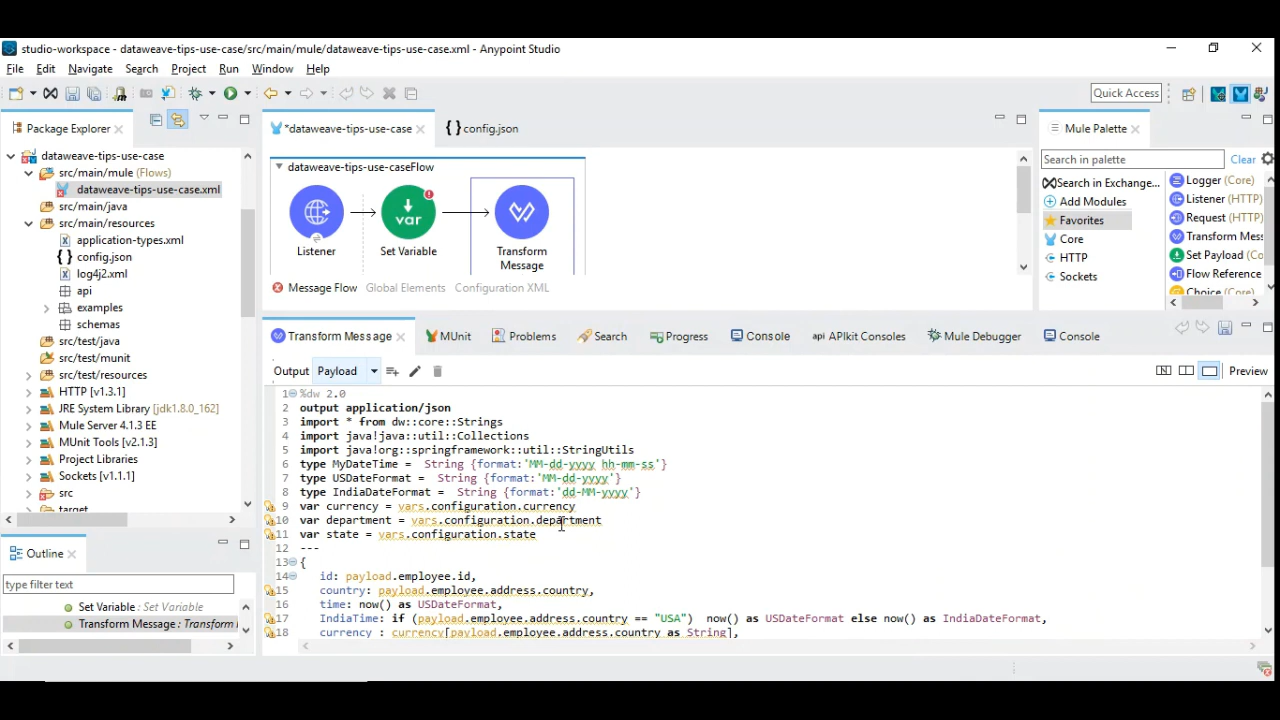 studio-workspace - dataweave-tips-use-case/src/main/mule/dataweave-tips-use-case.xml - Anypoint Studio
File Edit Navigate Search Project Run Window Help
Quick Access
Package Explorer
dataweave-tips-use-case
src/main/mule (Flows)
dataweave-tips-use-case.xml
src/main/java
src/main/resources
application-types.xml
config.json
log4j2.xml
api
examples
schemas
src/test/java
src/test/munit
src/test/resources
HTTP [v1.3.1]
JRE System Library [jdk1.8.0_162]
Mule Server 4.1.3 EE
MUnit Tools [v2.1.3]
Project Libraries
Sockets [v1.1.1]
src
target
Outline
type filter text
Set Variable : Set Variable
Transform Message : Transform
*dataweave-tips-use-case
{ } config.json
dataweave-tips-use-caseFlow
var
Listener
Set Variable
Transform Message
Message Flow Global Elements Configuration XML
Mule Palette
Search in palette Clear
Search in Exchange...
Add Modules
Favorites
Core
HTTP
Sockets
Logger (Core)
Listener (HTTP)
Request (HTTP)
Transform Mess
Set Payload (Co
Flow Reference
Choice (Core)
Transform Message MUnit Problems Search Progress Console api APIkit Consoles Mule Debugger Console
Output Payload Preview
1 %dw 2.0
2 output application/json
3 import * from dw::core::Strings
4 import java!java::util::Collections
5 import java!org::springframework::util::StringUtils
6 type MyDateTime =  String {format:'MM-dd-yyyy hh-mm-ss'}
7 type USDateFormat =  String {format:'MM-dd-yyyy'}
8 type IndiaDateFormat =  String {format:'dd-MM-yyyy'}
9 var currency = vars.configuration.currency
10 var department = vars.configuration.department
11 var state = vars.configuration.state
12 ---
13 {
14 id: payload.employee.id,
15 country: payload.employee.address.country,
16 time: now() as USDateFormat,
17 IndiaTime: if (payload.employee.address.country == "USA")  now() as USDateFormat else now() as IndiaDateFormat,
18 currency : currency[payload.employee.address.country as String],